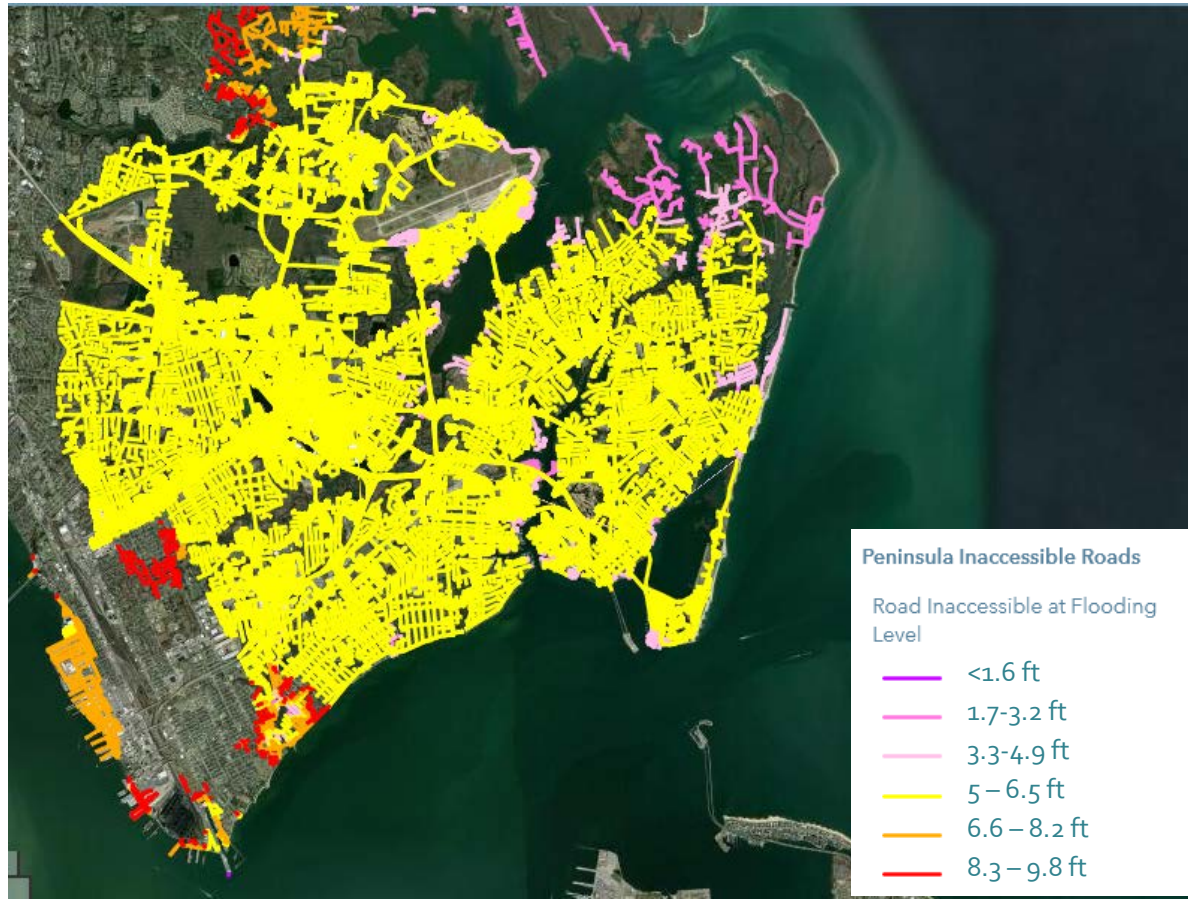 Peninsula Inaccessible Roads
Road Inaccessible at Flooding
Level
<1.6 ft
1.7-3.2 ft
3.3-4.9 ft
5 – 6.5 ft
6.6 – 8.2 ft
8.3 – 9.8 ft